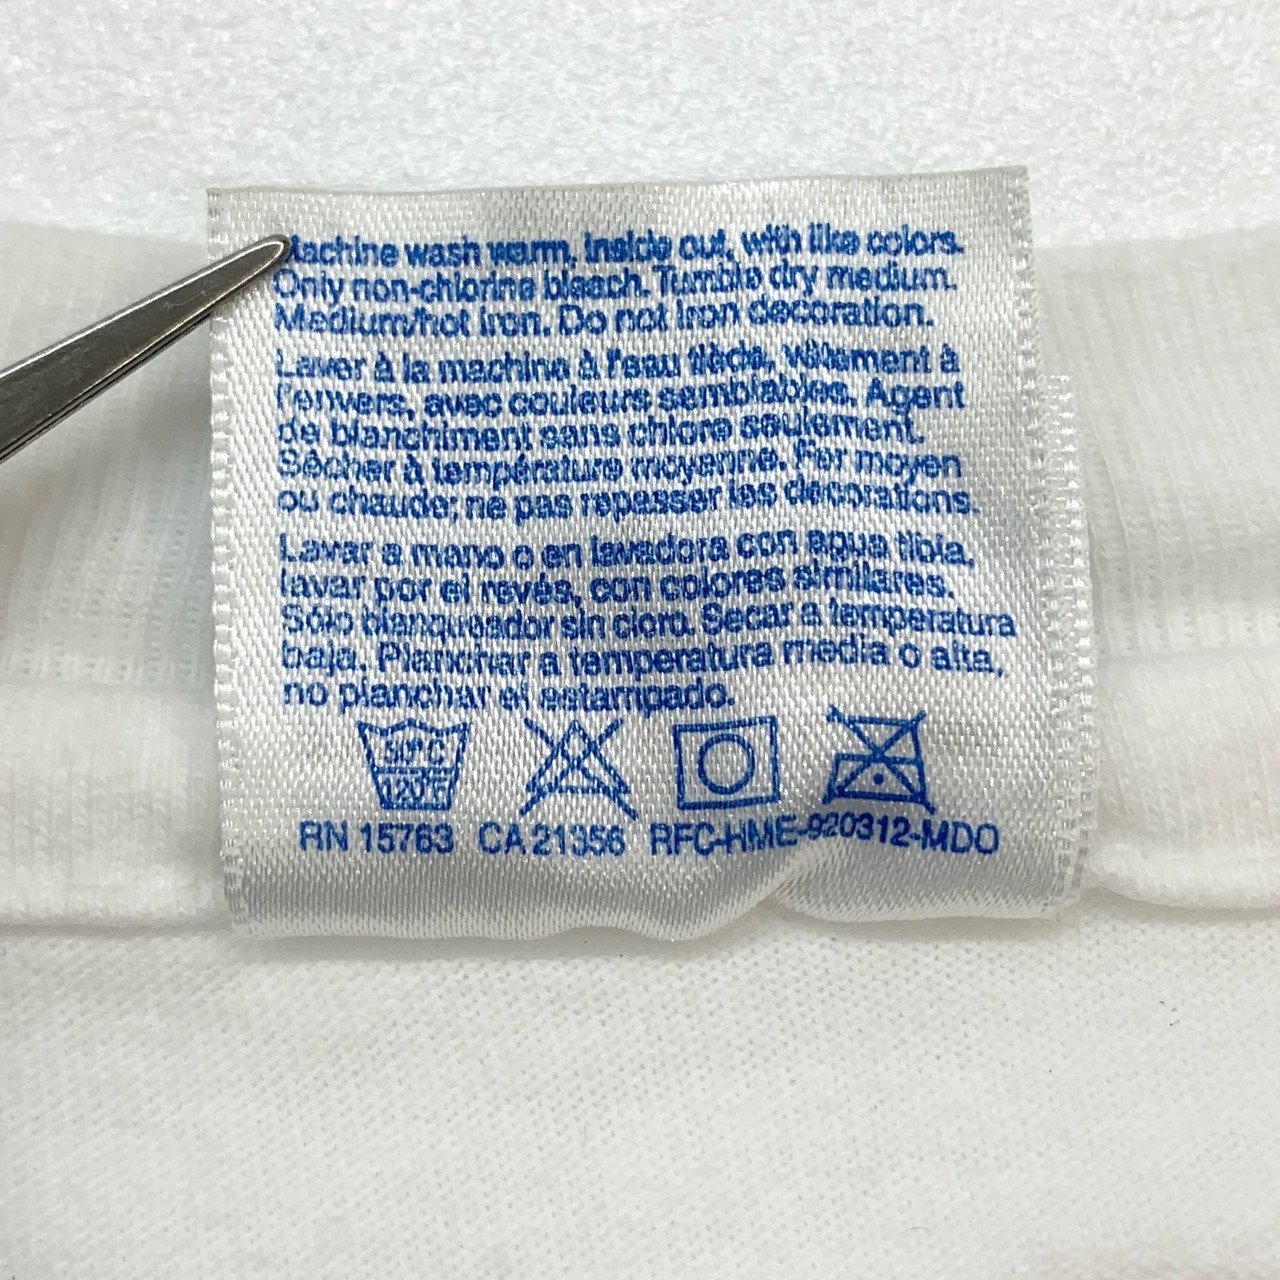 Machine wash warm, inside out, with like colors.
Only non-chlorine bleach. Tumble dry medium.
Medium/hot iron. Do not iron decoration.
Laver à la machine à l'eau tiède, vêtement à
l'envers, avec couleurs semblables. Agent
de blanchiment sans chlore seulement.
Sécher à température moyenne. Fer moyen
ou chaude; ne pas repasser les décorations.
Lavar a mano o en lavadora con agua tibia,
lavar por el revés, con colores similares.
Sólo blanqueador sin cloro. Secar a temperatura
baja. Planchar a temperatura media o alta,
no planchar el estampado.
50°C
120°F
RN 15763 CA 21356 RFC-HME-920312-MDO